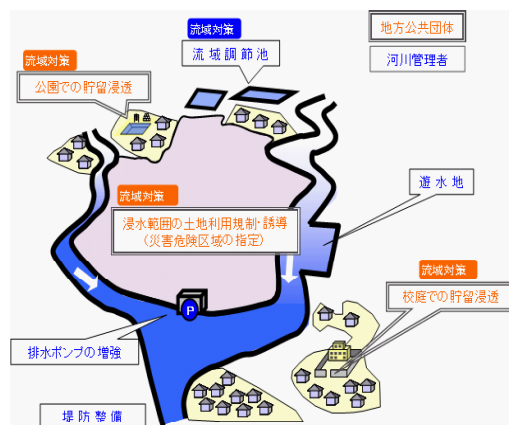 流域対策
流域調節池
地方公共団体
河川管理者
流域対策
公園での貯留浸透
遊水地
流域対策
浸水範囲の土地利用規制・誘導
(災害危険区域の指定)
流域対策
校庭での貯留浸透
P
排水ポンプの増強
堤防整備